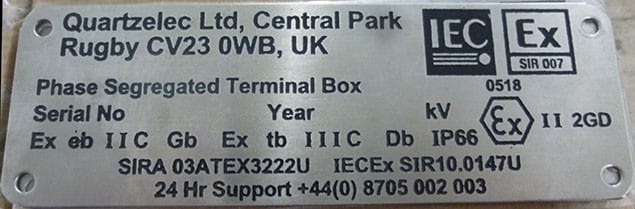 Quartzelec Ltd, Central Park
Rugby CV23 0WB, UK
IEC
Ex
SIR 007
Phase Segregated Terminal Box
0518
Serial No Year kV
Ex eb IIC Gb Ex tb IIIC Db IP66 Ex II 2GD
SIRA 03ATEX3222U IECEx SIR10.0147U
24 Hr Support +44(0) 8705 002 003